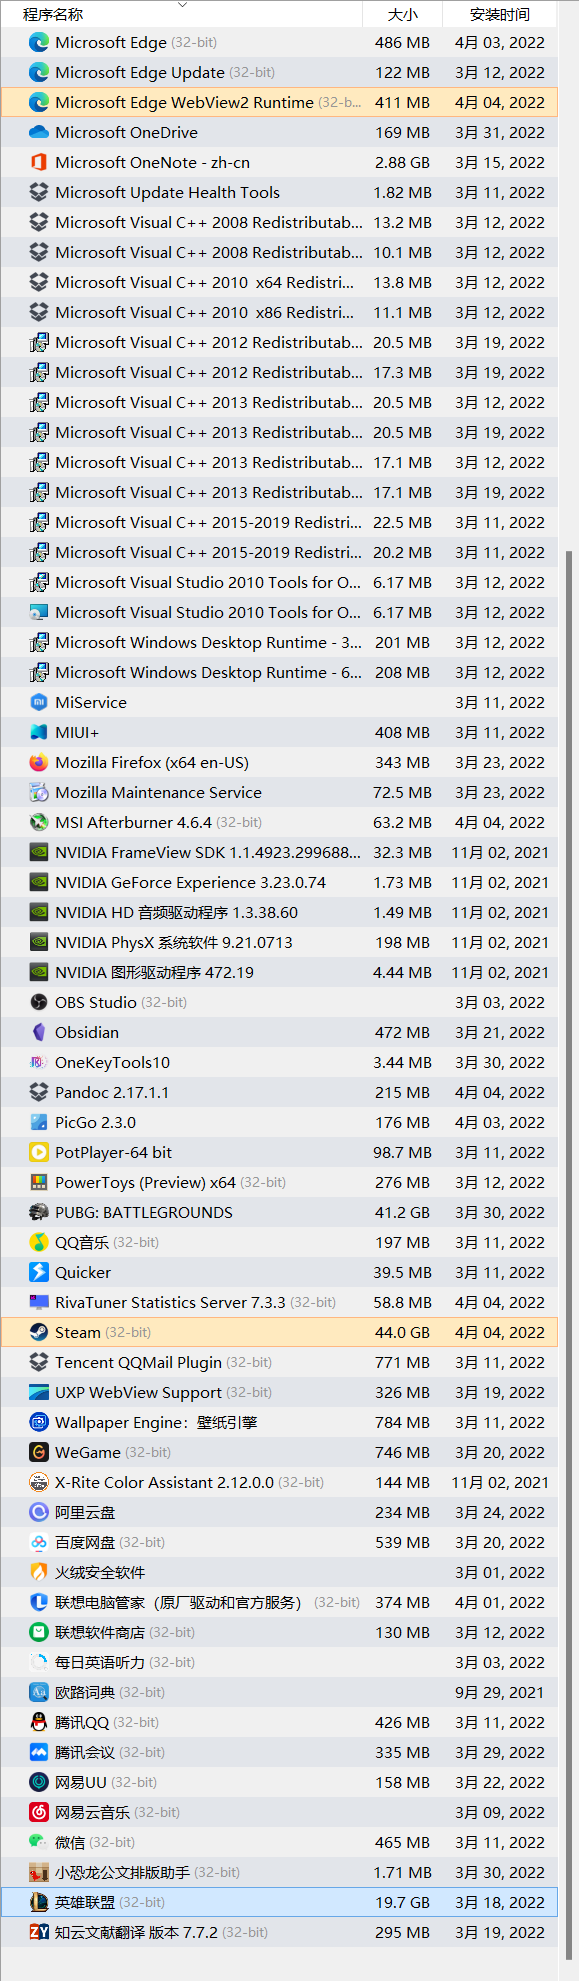 程序名称 大小 安装时间
Microsoft Edge (32-bit) 486 MB 4月 03, 2022
Microsoft Edge Update (32-bit) 122 MB 3月 12, 2022
Microsoft Edge WebView2 Runtime (32-b... 411 MB 4月 04, 2022
Microsoft OneDrive 169 MB 3月 31, 2022
Microsoft OneNote - zh-cn 2.88 GB 3月 15, 2022
Microsoft Update Health Tools 1.82 MB 3月 11, 2022
Microsoft Visual C++ 2008 Redistributab... 13.2 MB 3月 12, 2022
Microsoft Visual C++ 2008 Redistributab... 10.1 MB 3月 12, 2022
Microsoft Visual C++ 2010 x64 Redistri... 13.8 MB 3月 12, 2022
Microsoft Visual C++ 2010 x86 Redistri... 11.1 MB 3月 12, 2022
Microsoft Visual C++ 2012 Redistributab... 20.5 MB 3月 19, 2022
Microsoft Visual C++ 2012 Redistributab... 17.3 MB 3月 19, 2022
Microsoft Visual C++ 2013 Redistributab... 20.5 MB 3月 12, 2022
Microsoft Visual C++ 2013 Redistributab... 20.5 MB 3月 19, 2022
Microsoft Visual C++ 2013 Redistributab... 17.1 MB 3月 12, 2022
Microsoft Visual C++ 2013 Redistributab... 17.1 MB 3月 19, 2022
Microsoft Visual C++ 2015-2019 Redistri... 22.5 MB 3月 11, 2022
Microsoft Visual C++ 2015-2019 Redistri... 20.2 MB 3月 11, 2022
Microsoft Visual Studio 2010 Tools for O... 6.17 MB 3月 12, 2022
Microsoft Visual Studio 2010 Tools for O... 6.17 MB 3月 12, 2022
Microsoft Windows Desktop Runtime - 3... 201 MB 3月 12, 2022
Microsoft Windows Desktop Runtime - 6... 208 MB 3月 12, 2022
MiService 3月 11, 2022
MIUI+ 408 MB 3月 11, 2022
Mozilla Firefox (x64 en-US) 343 MB 3月 23, 2022
Mozilla Maintenance Service 72.5 MB 3月 23, 2022
MSI Afterburner 4.6.4 (32-bit) 63.2 MB 4月 04, 2022
NVIDIA FrameView SDK 1.1.4923.299688... 32.3 MB 11月 02, 2021
NVIDIA GeForce Experience 3.23.0.74 1.73 MB 11月 02, 2021
NVIDIA HD 音频驱动程序 1.3.38.60 1.49 MB 11月 02, 2021
NVIDIA PhysX 系统软件 9.21.0713 198 MB 11月 02, 2021
NVIDIA 图形驱动程序 472.19 4.44 MB 11月 02, 2021
OBS Studio (32-bit) 3月 03, 2022
Obsidian 472 MB 3月 21, 2022
OneKeyTools10 3.44 MB 3月 30, 2022
Pandoc 2.17.1.1 215 MB 4月 04, 2022
PicGo 2.3.0 176 MB 4月 03, 2022
PotPlayer-64 bit 98.7 MB 3月 11, 2022
PowerToys (Preview) x64 (32-bit) 276 MB 3月 12, 2022
PUBG: BATTLEGROUNDS 41.2 GB 3月 30, 2022
QQ音乐 (32-bit) 197 MB 3月 11, 2022
Quicker 39.5 MB 3月 11, 2022
RivaTuner Statistics Server 7.3.3 (32-bit) 58.8 MB 4月 04, 2022
Steam (32-bit) 44.0 GB 4月 04, 2022
Tencent QQMail Plugin (32-bit) 771 MB 3月 11, 2022
UXP WebView Support (32-bit) 326 MB 3月 19, 2022
Wallpaper Engine：壁纸引擎 784 MB 3月 11, 2022
WeGame (32-bit) 746 MB 3月 20, 2022
X-Rite Color Assistant 2.12.0.0 (32-bit) 144 MB 11月 02, 2021
阿里云盘 234 MB 3月 24, 2022
百度网盘 (32-bit) 539 MB 3月 20, 2022
火绒安全软件 3月 01, 2022
联想电脑管家（原厂驱动和官方服务） (32-bit) 374 MB 4月 01, 2022
联想软件商店 (32-bit) 130 MB 3月 12, 2022
每日英语听力 (32-bit) 3月 03, 2022
欧路词典 (32-bit) 9月 29, 2021
腾讯QQ (32-bit) 426 MB 3月 11, 2022
腾讯会议 (32-bit) 335 MB 3月 29, 2022
网易UU (32-bit) 158 MB 3月 22, 2022
网易云音乐 (32-bit) 3月 09, 2022
微信 (32-bit) 465 MB 3月 11, 2022
小恐龙公文排版助手 (32-bit) 1.71 MB 3月 30, 2022
英雄联盟 (32-bit) 19.7 GB 3月 18, 2022
知云文献翻译 版本 7.7.2 (32-bit) 295 MB 3月 19, 2022